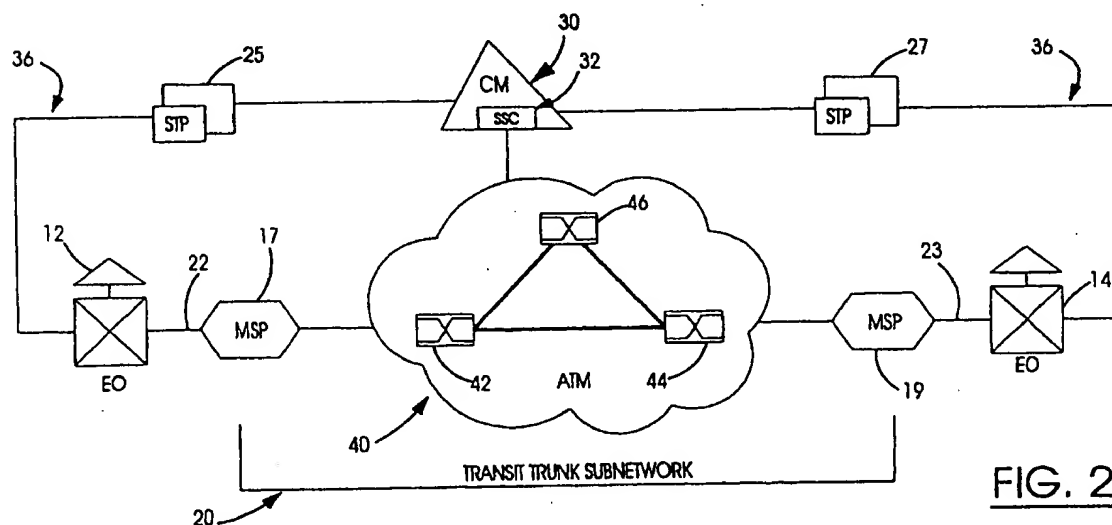 36
25
30
32
27
36
CM
SSC
STP
STP
12
22
17
46
23
14
MSP
MSP
EO
EO
42
ATM
44
19
40
TRANSIT TRUNK SUBNETWORK
20
FIG. 2